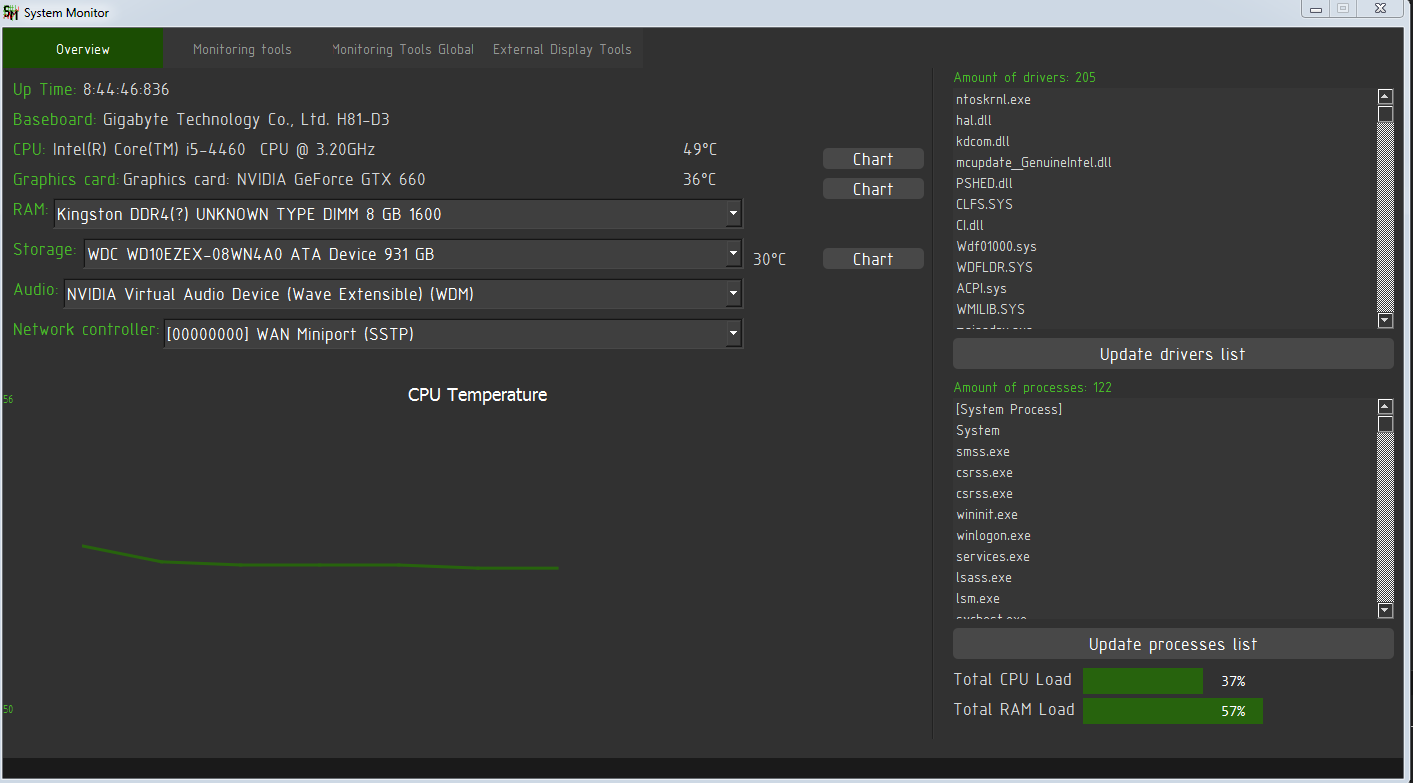 SM System Monitor
Overview Monitoring tools Monitoring Tools Global External Display Tools
Up Time: 8:44:46:836
Baseboard: Gigabyte Technology Co., Ltd. H81-D3
CPU: Intel(R) Core(TM) i5-4460 CPU @ 3.20GHz 49°C Chart
Graphics card: Graphics card: NVIDIA GeForce GTX 660 36°C Chart
RAM: Kingston DDR4(?) UNKNOWN TYPE DIMM 8 GB 1600
Storage: WDC WD10EZEX-08WN4A0 ATA Device 931 GB 30°C Chart
Audio: NVIDIA Virtual Audio Device (Wave Extensible) (WDM)
Network controller: [00000000] WAN Miniport (SSTP)
CPU Temperature
56
50
Amount of drivers: 205
ntoskrnl.exe
hal.dll
kdcom.dll
mcupdate_GenuineIntel.dll
PSHED.dll
CLFS.SYS
CI.dll
Wdf01000.sys
WDFLDR.SYS
ACPI.sys
WMILIB.SYS
Update drivers list
Amount of processes: 122
[System Process]
System
smss.exe
csrss.exe
csrss.exe
wininit.exe
winlogon.exe
services.exe
lsass.exe
lsm.exe
svchost.exe
Update processes list
Total CPU Load 37%
Total RAM Load 57%